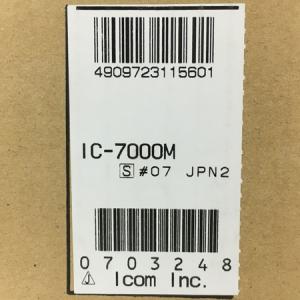 4909723115601
IC-7000M
S #07 JPN2
0703248
Icom Inc.